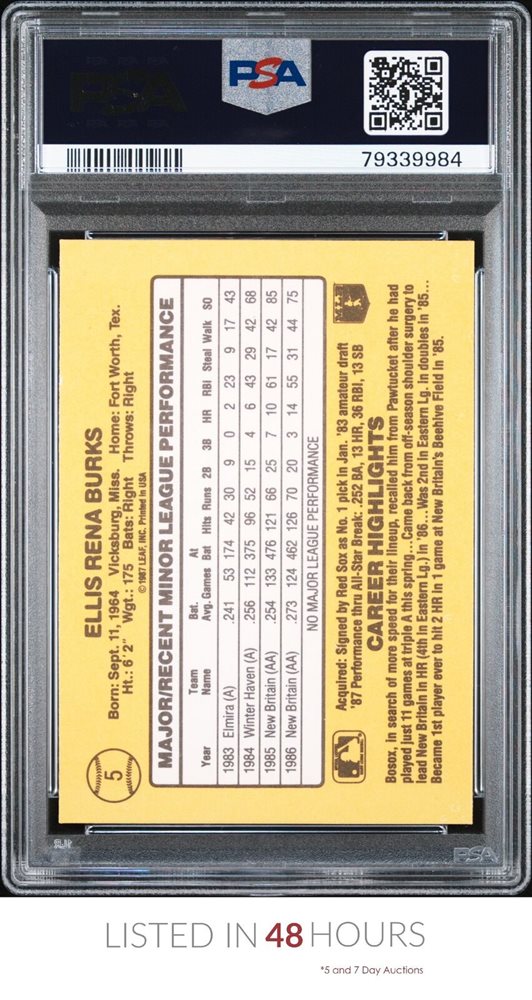 PSA
PSA
79339984
5
ELLIS RENA BURKS
Born: Sept. 11, 1964 Vicksburg, Miss. Home: Fort Worth, Tex.
Ht.: 6' 2" Wgt.: 175 Bats: Right Throws: Right
© 1987 LEAF, INC. Printed in USA
MAJOR/RECENT MINOR LEAGUE PERFORMANCE
Year Team Name Bat. Avg. Games At Bat Hits Runs 2B 3B HR RBI Steal Walk SO
1983 Elmira (A) .241 53 174 42 30 9 0 2 23 9 17 43
1984 Winter Haven (A) .256 112 375 96 52 15 4 6 43 29 42 68
1985 New Britain (AA) .254 133 476 121 66 25 7 10 61 17 42 85
1986 New Britain (AA) .273 124 462 126 70 20 3 14 55 31 44 75
NO MAJOR LEAGUE PERFORMANCE
Acquired: Signed by Red Sox as No. 1 pick in Jan. '83 amateur draft
'87 Performance thru All-Star Break: .252 BA, 13 HR, 36 RBI, 13 SB
CAREER HIGHLIGHTS
Bosox, in search of more speed for their lineup, recalled him from Pawtucket after he had
played just 11 games at triple A this spring...Came back from off-season shoulder surgery to
lead New Britain in HR (4th in Eastern Lg.) in '86...Was 2nd in Eastern Lg. in doubles in '85...
Became 1st player ever to hit 2 HR in 1 game at New Britain's Beehive Field in '85.
PSA
LISTED IN 48 HOURS
*5 and 7 Day Auctions